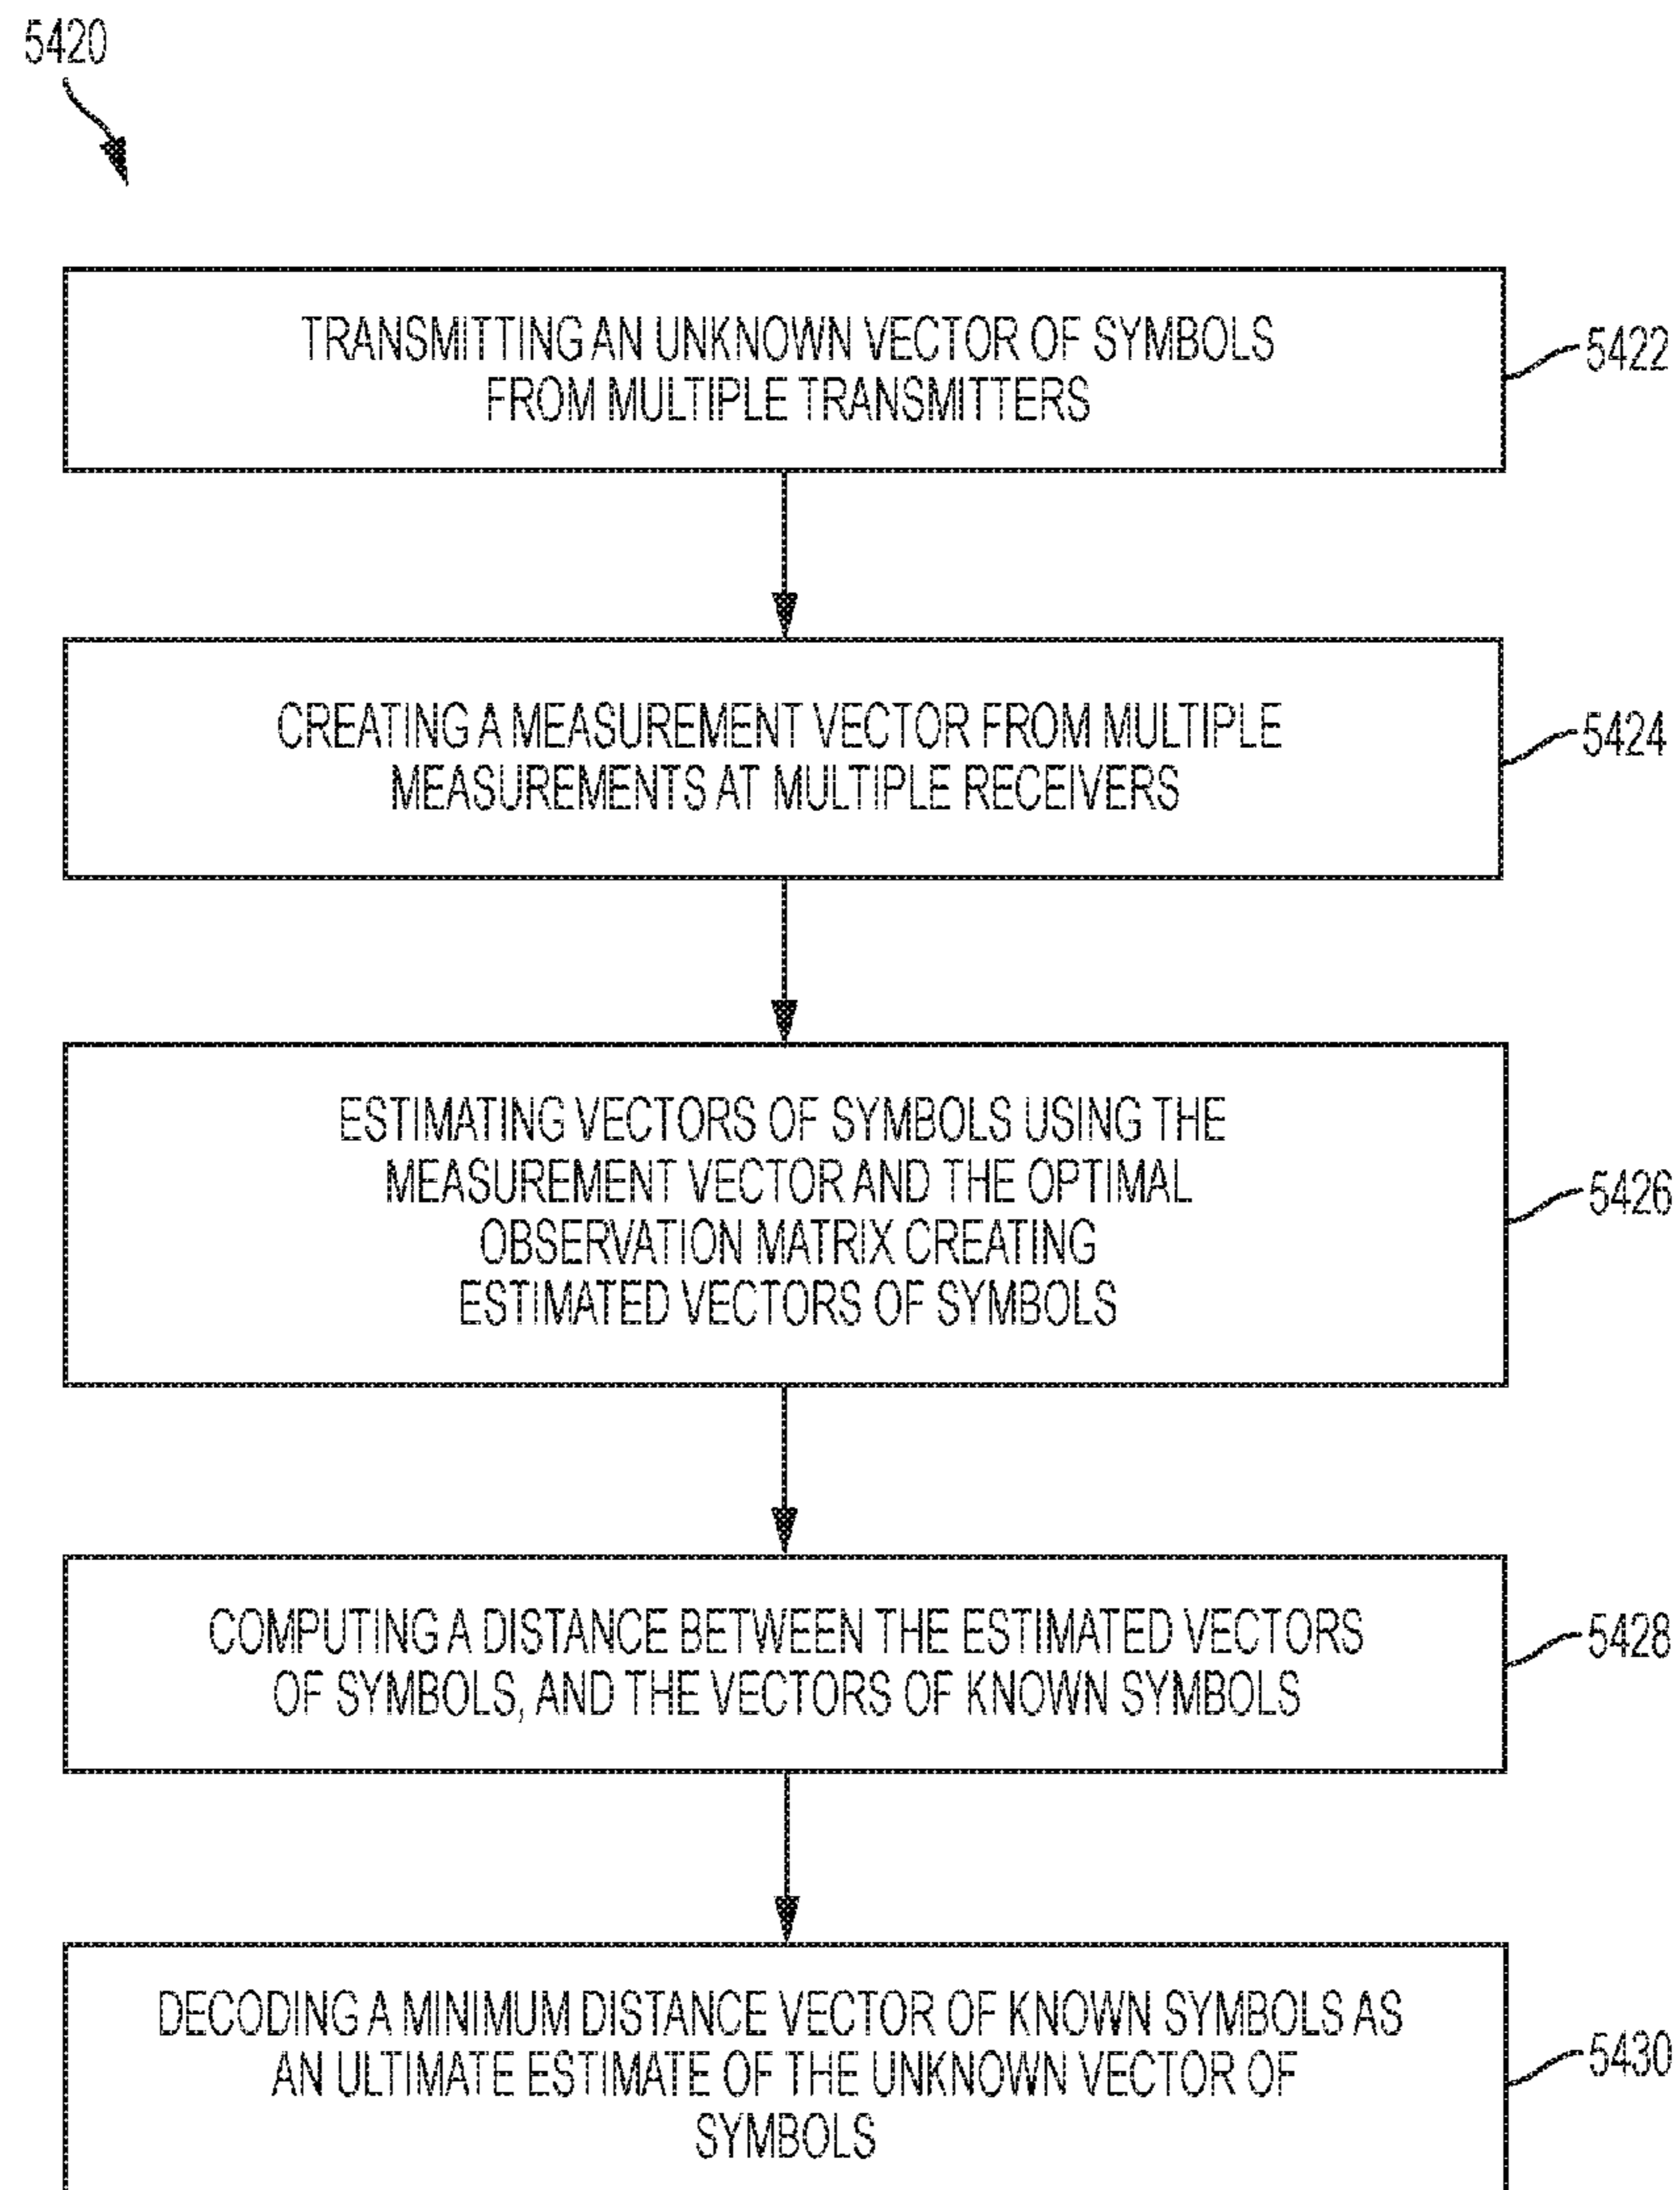 5420
TRANSMITTING AN UNKNOWN VECTOR OF SYMBOLS
FROM MULTIPLE TRANSMITTERS
5422
CREATING A MEASUREMENT VECTOR FROM MULTIPLE
MEASUREMENTS AT MULTIPLE RECEIVERS
5424
ESTIMATING VECTORS OF SYMBOLS USING THE
MEASUREMENT VECTOR AND THE OPTIMAL
OBSERVATION MATRIX CREATING
ESTIMATED VECTORS OF SYMBOLS
5426
COMPUTING A DISTANCE BETWEEN THE ESTIMATED VECTORS
OF SYMBOLS, AND THE VECTORS OF KNOWN SYMBOLS
5428
DECODING A MINIMUM DISTANCE VECTOR OF KNOWN SYMBOLS AS
AN ULTIMATE ESTIMATE OF THE UNKNOWN VECTOR OF
SYMBOLS
5430